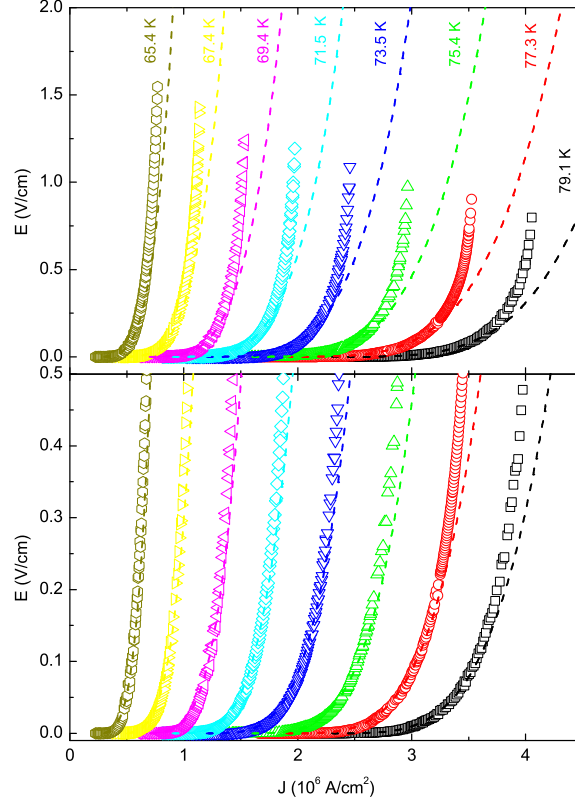 2.0
1.5
1.0
0.5
0.0
E (V/cm)
65.4 K
67.4 K
69.4 K
71.5 K
73.5 K
75.4 K
77.3 K
79.1 K
0.5
0.4
0.3
0.2
0.1
0.0
E (V/cm)
0 1 2 3 4
J (10⁶ A/cm²)